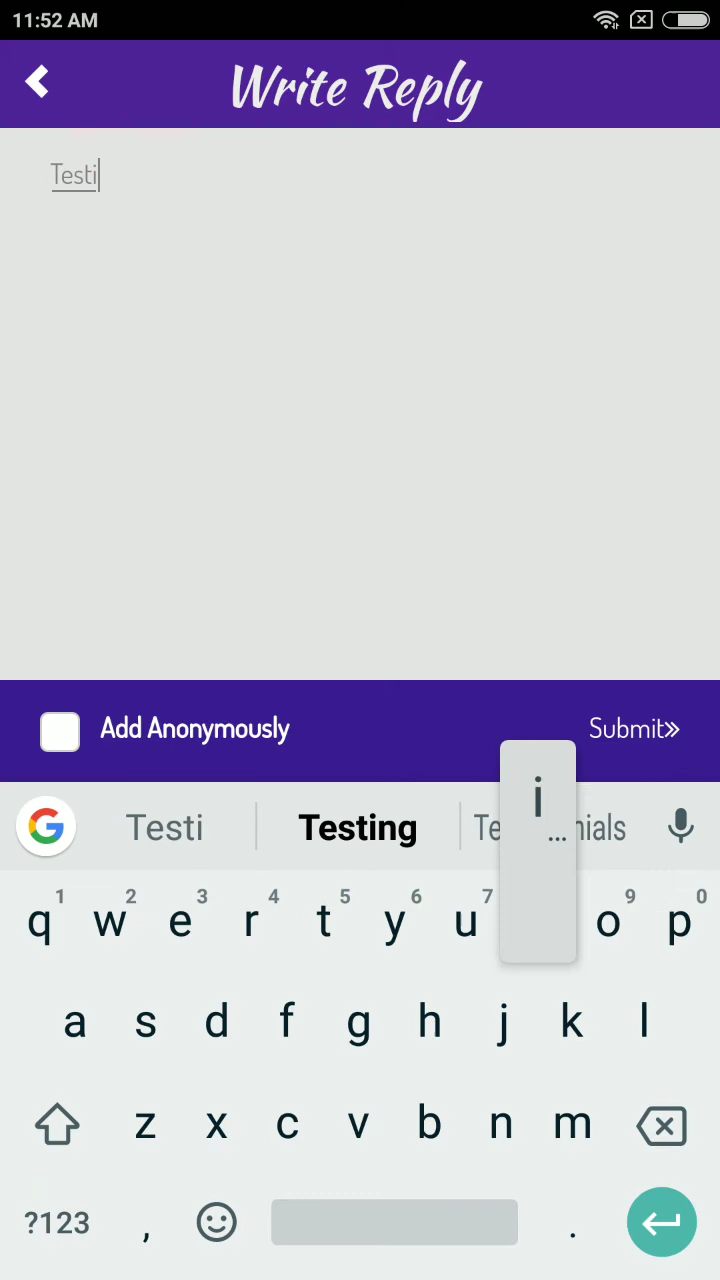 11:52 AM
Write Reply
Testi
Add Anonymously Submit»
i
...
Testi Testing
1 2 3 4 5 6 7 9 0
q w e r t y u o p
a s d f g h j k l
z x c v b n m
?123 , .